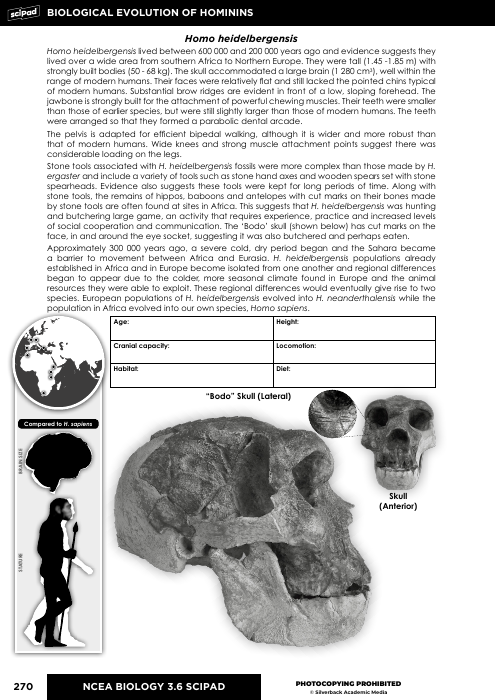 scipad BIOLOGICAL EVOLUTION OF HOMININS
Homo heidelbergensis
Homo heidelbergensis lived between 600 000 and 200 000 years ago and evidence suggests they
lived over a wide area from southern Africa to Northern Europe. They were tall (1.45 -1.85 m) with
strongly built bodies (50 - 68 kg). The skull accommodated a large brain (1 280 cm³), well within the
range of modern humans. Their faces were relatively flat and still lacked the pointed chins typical
of modern humans. Substantial brow ridges are evident in front of a low, sloping forehead. The
jawbone is strongly built for the attachment of powerful chewing muscles. Their teeth were smaller
than those of earlier species, but were still slightly larger than those of modern humans. The teeth
were arranged so that they formed a parabolic dental arcade.
The pelvis is adapted for efficient bipedal walking, although it is wider and more robust than
that of modern humans. Wide knees and strong muscle attachment points suggest there was
considerable loading on the legs.
Stone tools associated with H. heidelbergensis fossils were more complex than those made by H.
ergaster and include a variety of tools such as stone hand axes and wooden spears set with stone
spearheads. Evidence also suggests these tools were kept for long periods of time. Along with
stone tools, the remains of hippos, baboons and antelopes with cut marks on their bones made
by stone tools are often found at sites in Africa. This suggests that H. heidelbergensis was hunting
and butchering large game, an activity that requires experience, practice and increased levels
of social cooperation and communication. The ‘Bodo’ skull (shown below) has cut marks on the
face, in and around the eye socket, suggesting it was also butchered and perhaps eaten.
Approximately 300 000 years ago, a severe cold, dry period began and the Sahara became
a barrier to movement between Africa and Eurasia. H. heidelbergensis populations already
established in Africa and in Europe become isolated from one another and regional differences
began to appear due to the colder, more seasonal climate found in Europe and the animal
resources they were able to exploit. These regional differences would eventually give rise to two
species. European populations of H. heidelbergensis evolved into H. neanderthalensis while the
population in Africa evolved into our own species, Homo sapiens.
Age: Height:
Cranial capacity: Locomotion:
Habitat: Diet:
"Bodo" Skull (Lateral)
Compared to H. sapiens
BRAIN SIZE
Skull
(Anterior)
STATURE
270 NCEA BIOLOGY 3.6 SCIPAD PHOTOCOPYING PROHIBITED
© Silverback Academic Media